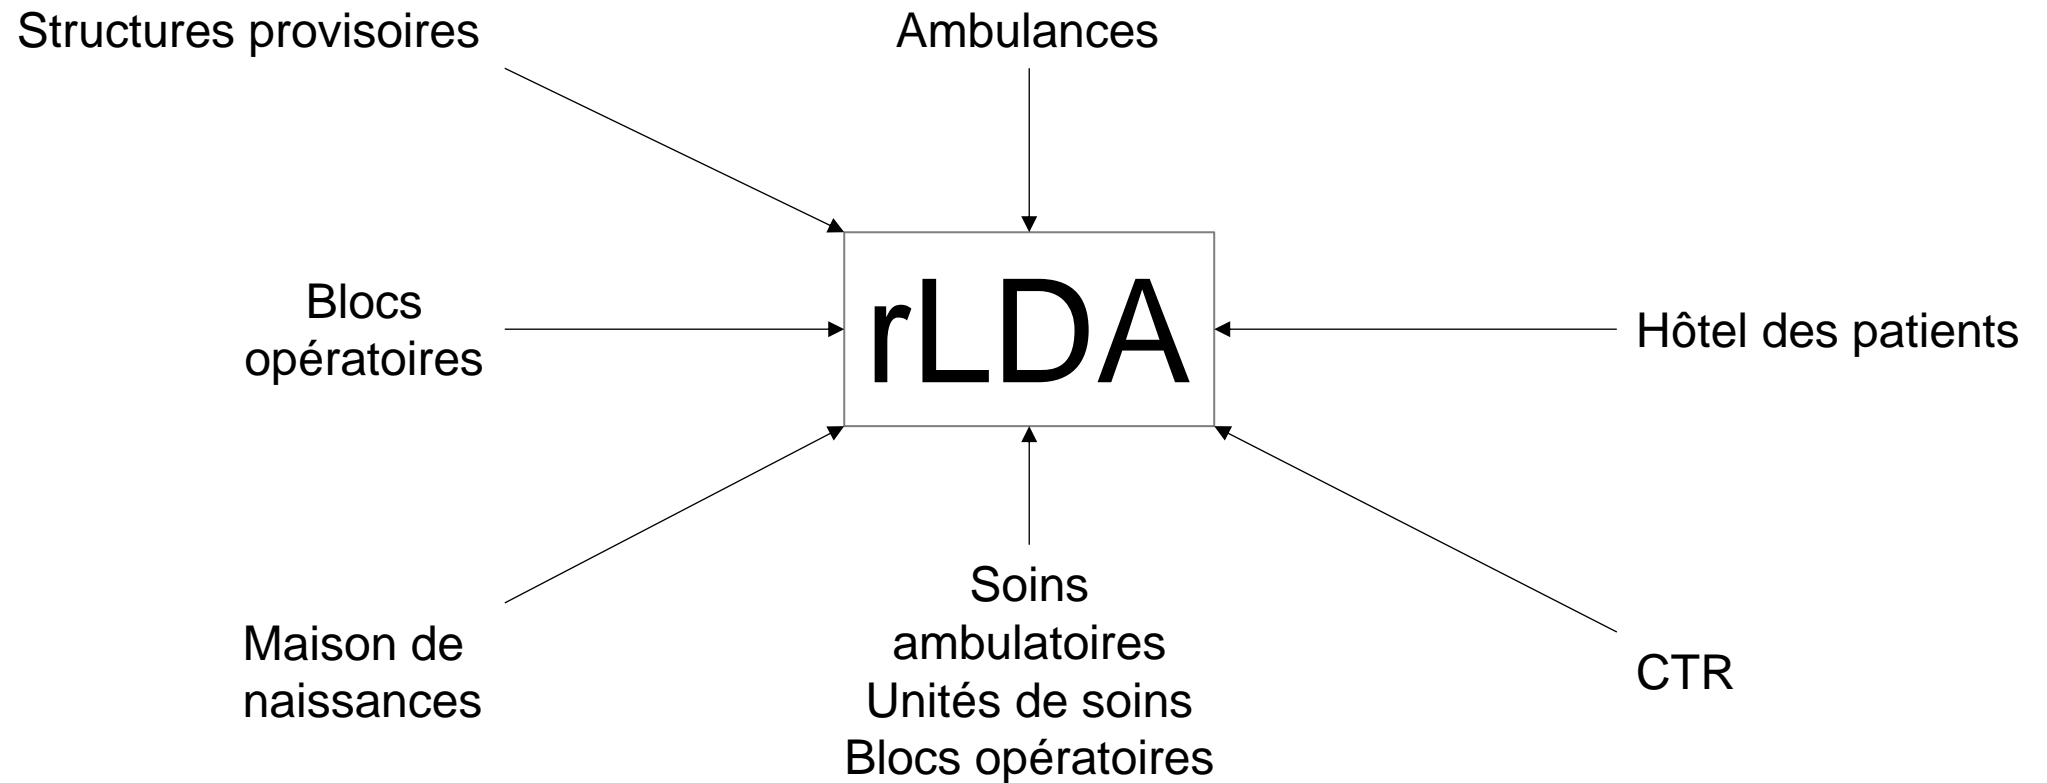 Structures provisoires
Ambulances
Blocs
opératoires
rLDA
Hôtel des patients
Maison de
naissances
Soins
ambulatoires
Unités de soins
Blocs opératoires
CTR